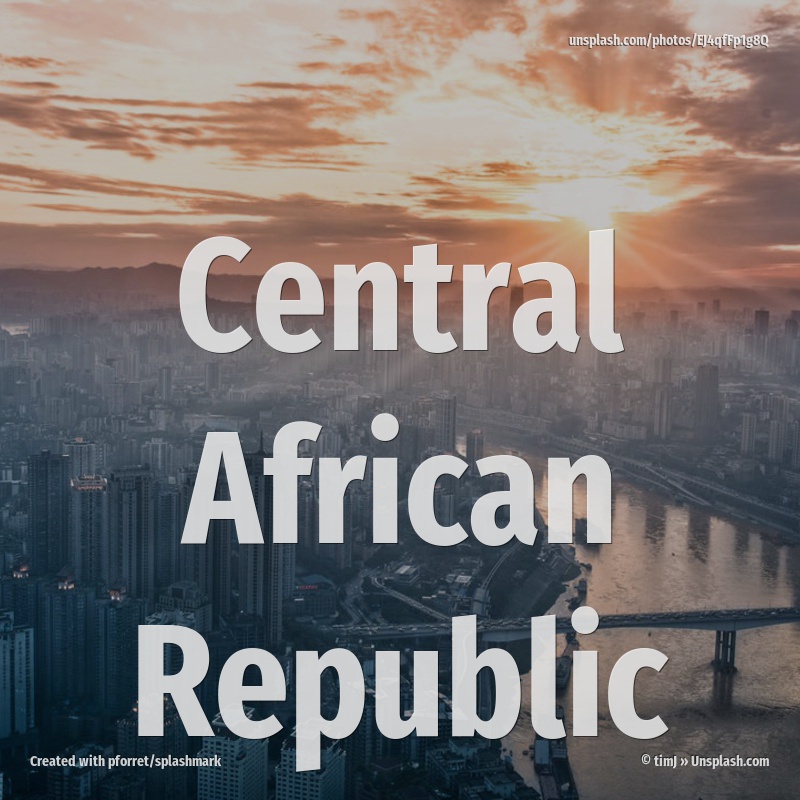 unsplash.com/photos/EJ4qfFp1g8Q
Central
African
Republic
Created with pforret/splashmark
© timJ » Unsplash.com